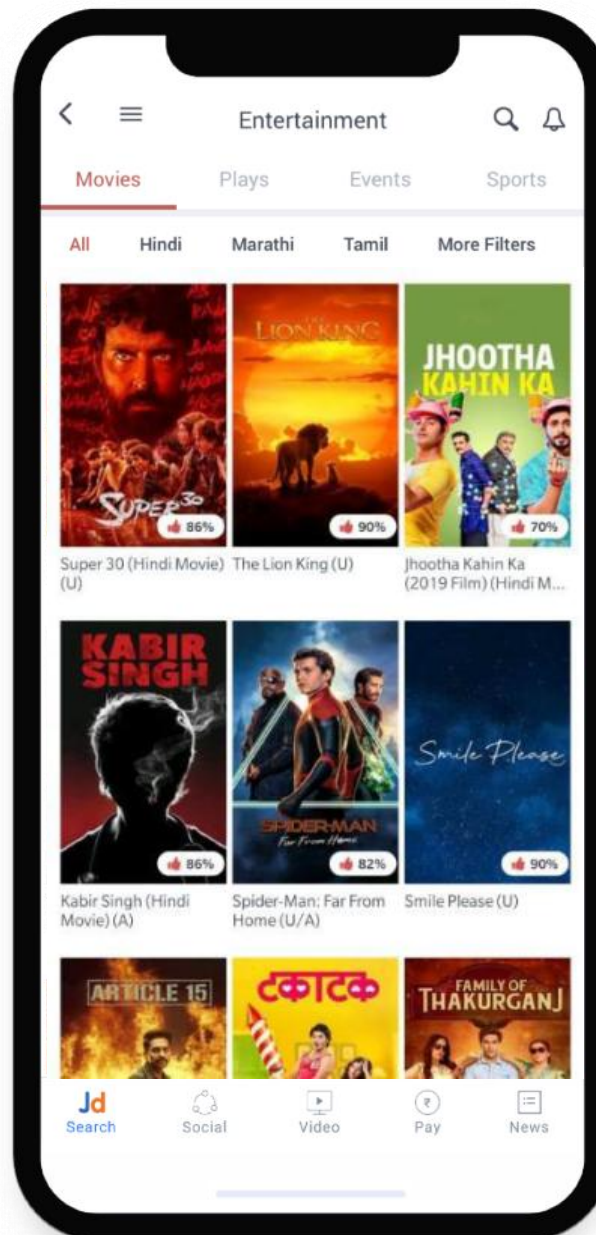 Entertainment
Movies Plays Events Sports
All Hindi Marathi Tamil More Filters
SUPER 30
86%
THE
LION KING
90%
JHOOTHA
KAHIN KA
70%
Super 30 (Hindi Movie)
(U)
The Lion King (U)
Jhootha Kahin Ka
(2019 Film) (Hindi M...
KABIR
SINGH
86%
SPIDER-MAN
Far From Home
82%
Smile Please
90%
Kabir Singh (Hindi
Movie) (A)
Spider-Man: Far From
Home (U/A)
Smile Please (U)
ARTICLE 15
टकाटक
FAMILY OF
THAKURGANJ
Jd
Search Social Video Pay News